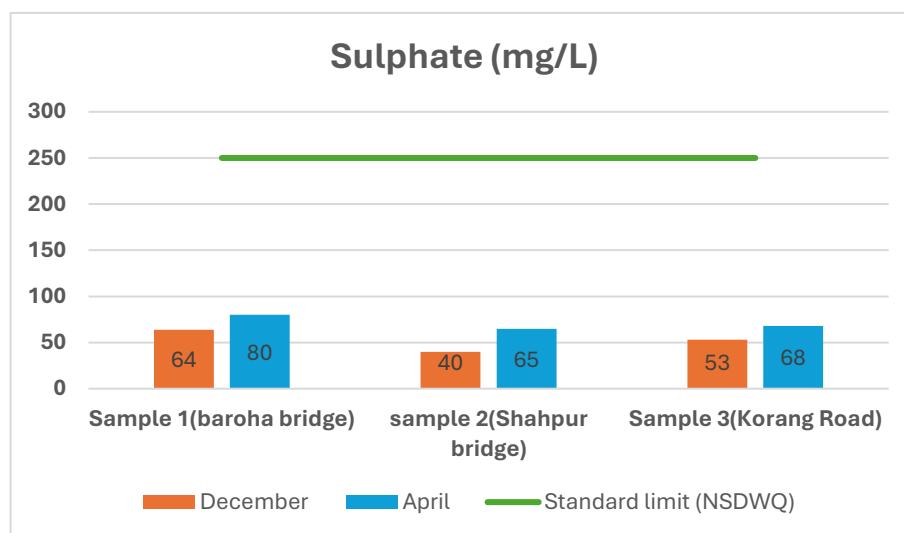 Sulphate (mg/L)
300
250
200
150
100
50
0
64
80
40
65
53
68
Sample 1(baroha bridge)
sample 2(Shahpur
bridge)
Sample 3(Korang Road)
December
April
Standard limit (NSDWQ)